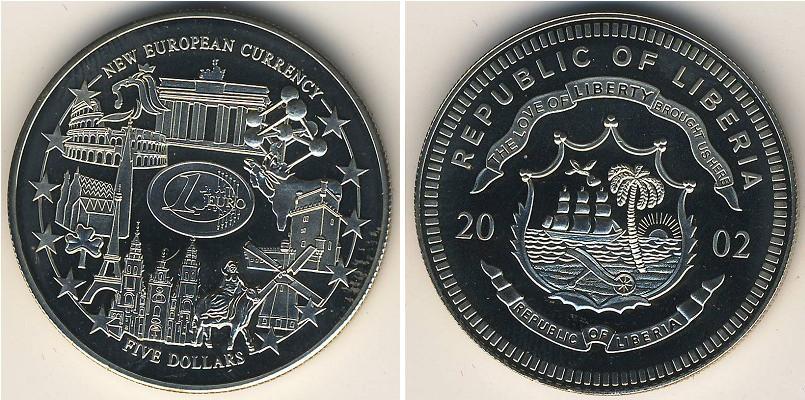 NEW EUROPEAN CURRENCY
1 EURO
FIVE DOLLARS
REPUBLIC OF LIBERIA
THE LOVE OF LIBERTY BROUGHT US HERE
20 02
REPUBLIC OF LIBERIA